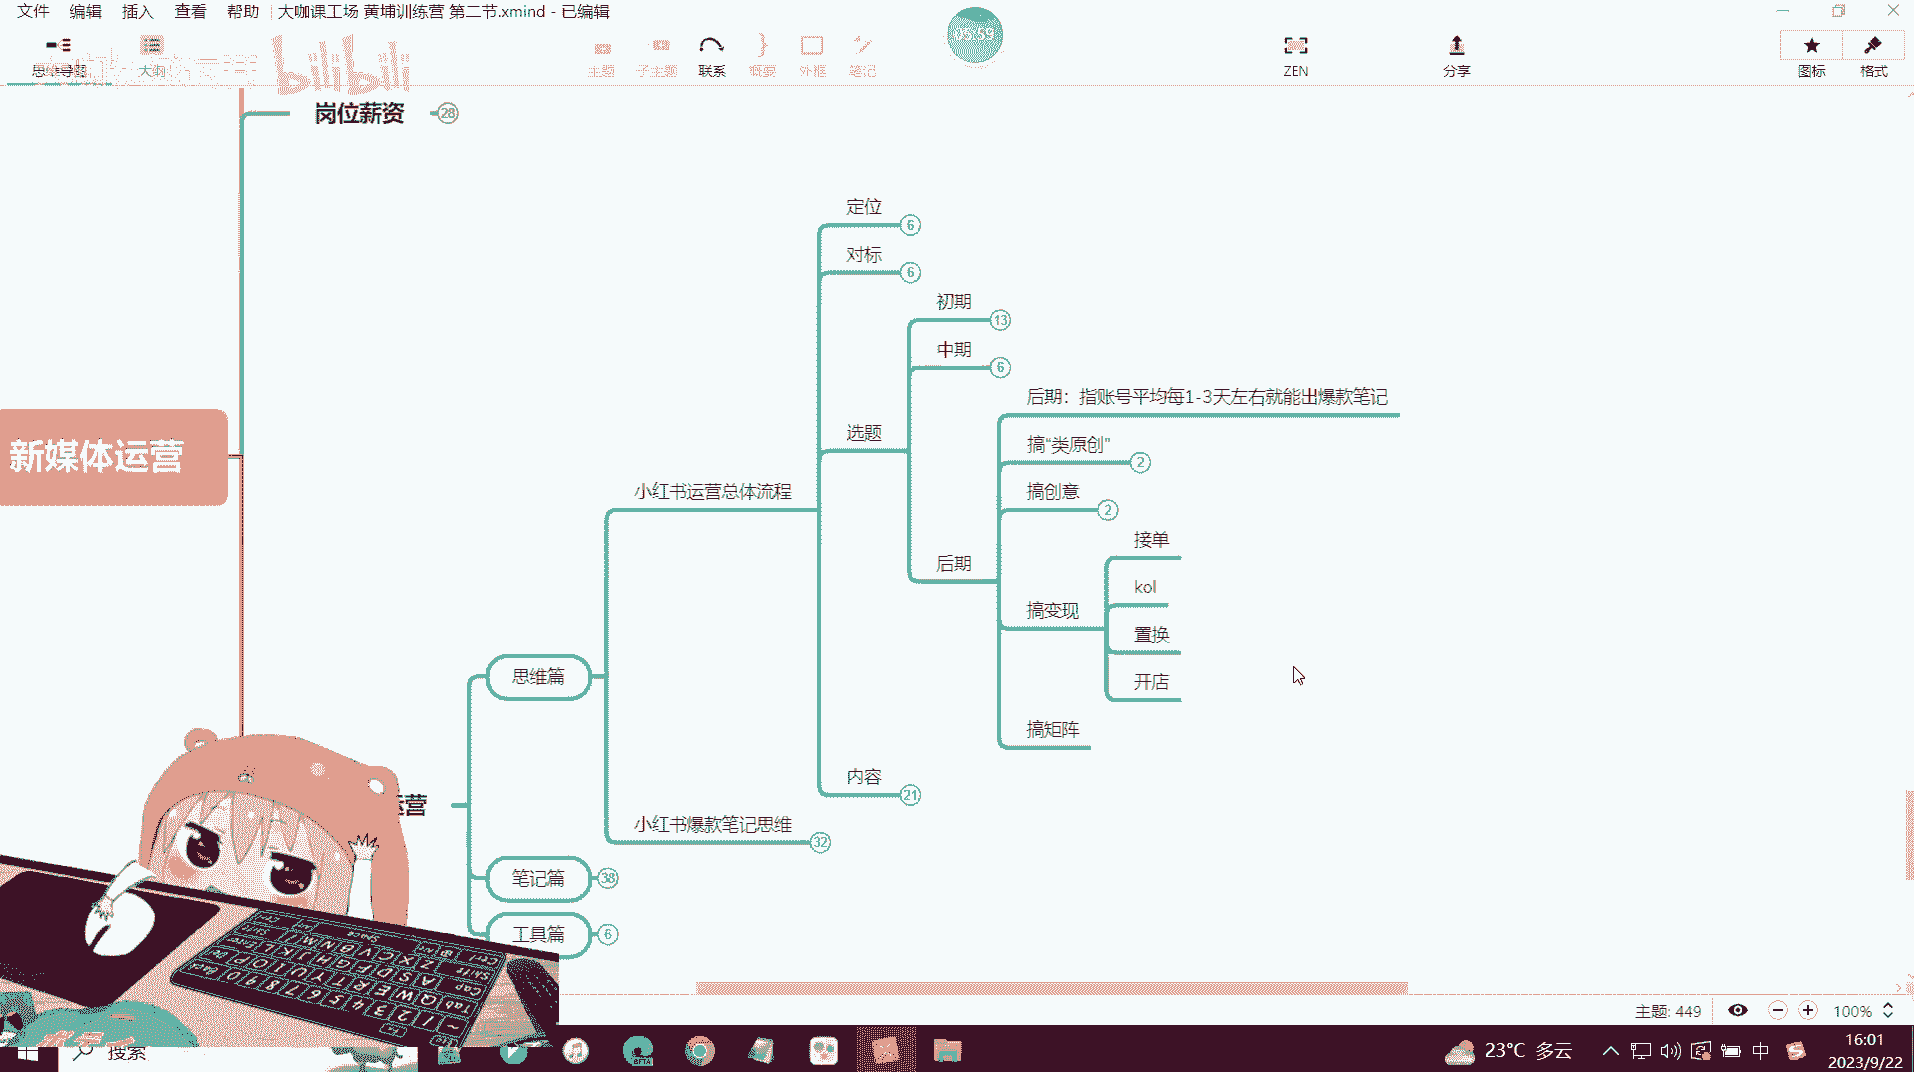 文件 编辑 插入 查看 帮助 大咖课工场 黄埔训练营 第二节.xmind - 已编辑
思维导图 大纲 主题 子主题 联系 概要 外框 笔记 05:59 ZEN 分享 图标 格式
bilibili
岗位薪资 28
定位 6
对标 6
初期 13
中期 6
后期：指账号平均每1-3天左右就能出爆款笔记
选题
搞“类原创” 2
新媒体运营
小红书运营总体流程
搞创意 2
接单
后期
kol
搞变现
置换
思维篇
开店
搞矩阵
内容 21
运营
小红书爆款笔记思维 32
笔记篇 38
工具篇 6
主题: 449 100%
搜索
BETA
23°C 多云
中
16:01
2023/9/22